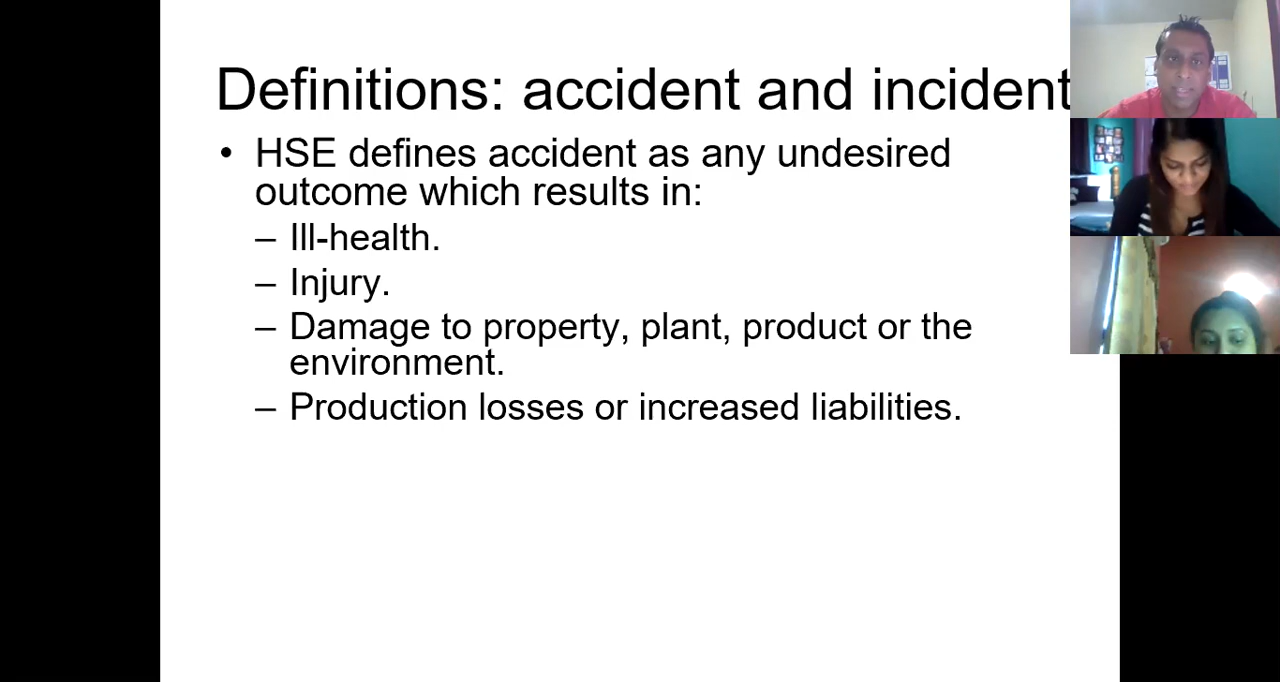 Definitions: accident and incident
• HSE defines accident as any undesired
outcome which results in:
– Ill-health.
– Injury.
– Damage to property, plant, product or the
environment.
– Production losses or increased liabilities.